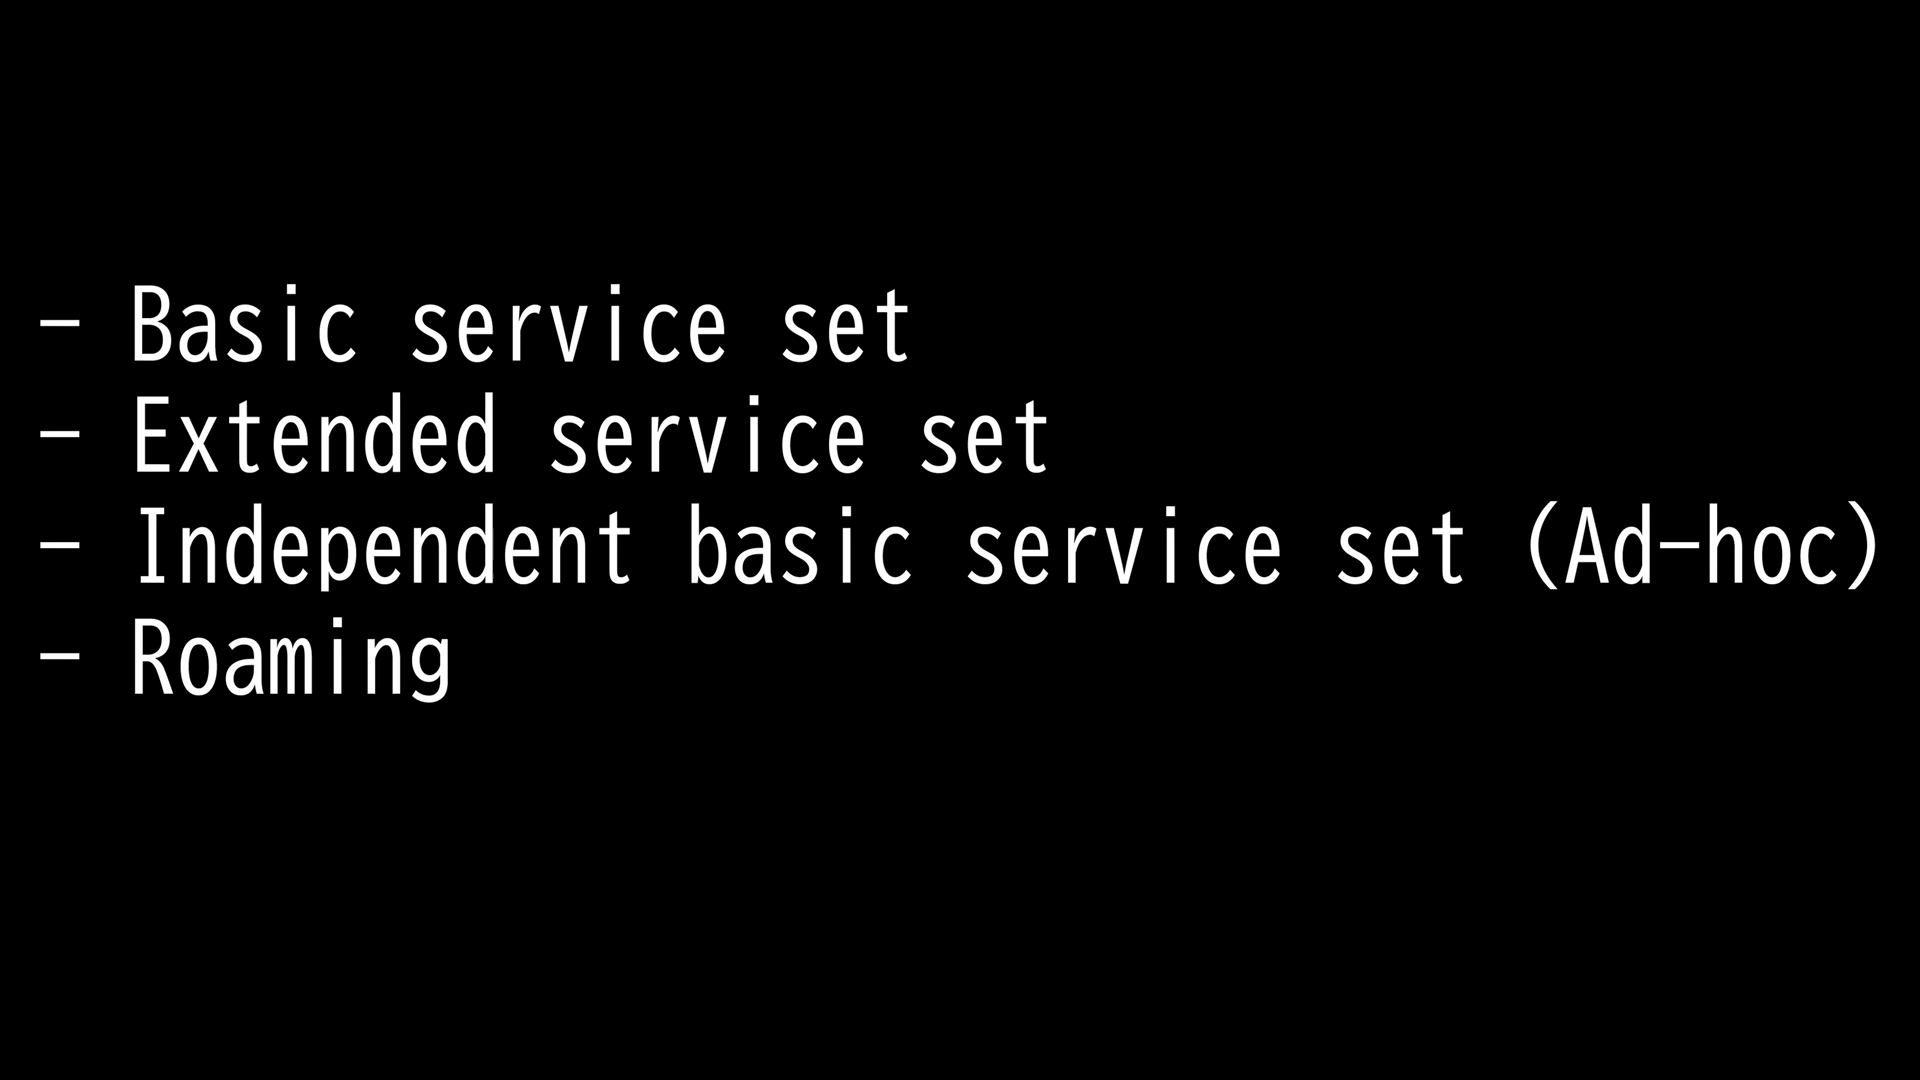 - Basic service set
- Extended service set
- Independent basic service set (Ad-hoc)
- Roaming